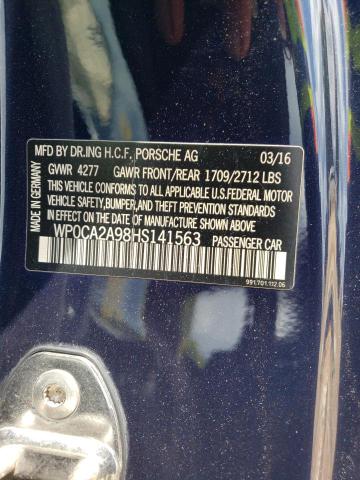 MFD BY DR.ING H.C.F. PORSCHE AG 03/16
GVWR 4277 GAWR FRONT/REAR 1709/2712 LBS
THIS VEHICLE CONFORMS TO ALL APPLICABLE U.S. FEDERAL MOTOR
VEHICLE SAFETY, BUMPER, AND THEFT PREVENTION STANDARDS
IN EFFECT ON THE DATE OF MANUFACTURE SHOWN ABOVE.
WP0CA2A98HS141563 PASSENGER CAR
MADE IN GERMANY
991.701.112.06